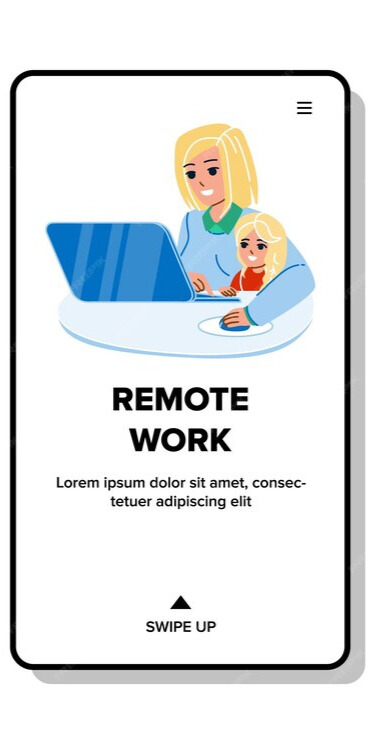 REMOTE
WORK
Lorem ipsum dolor sit amet, consec-
tetuer adipiscing elit
SWIPE UP